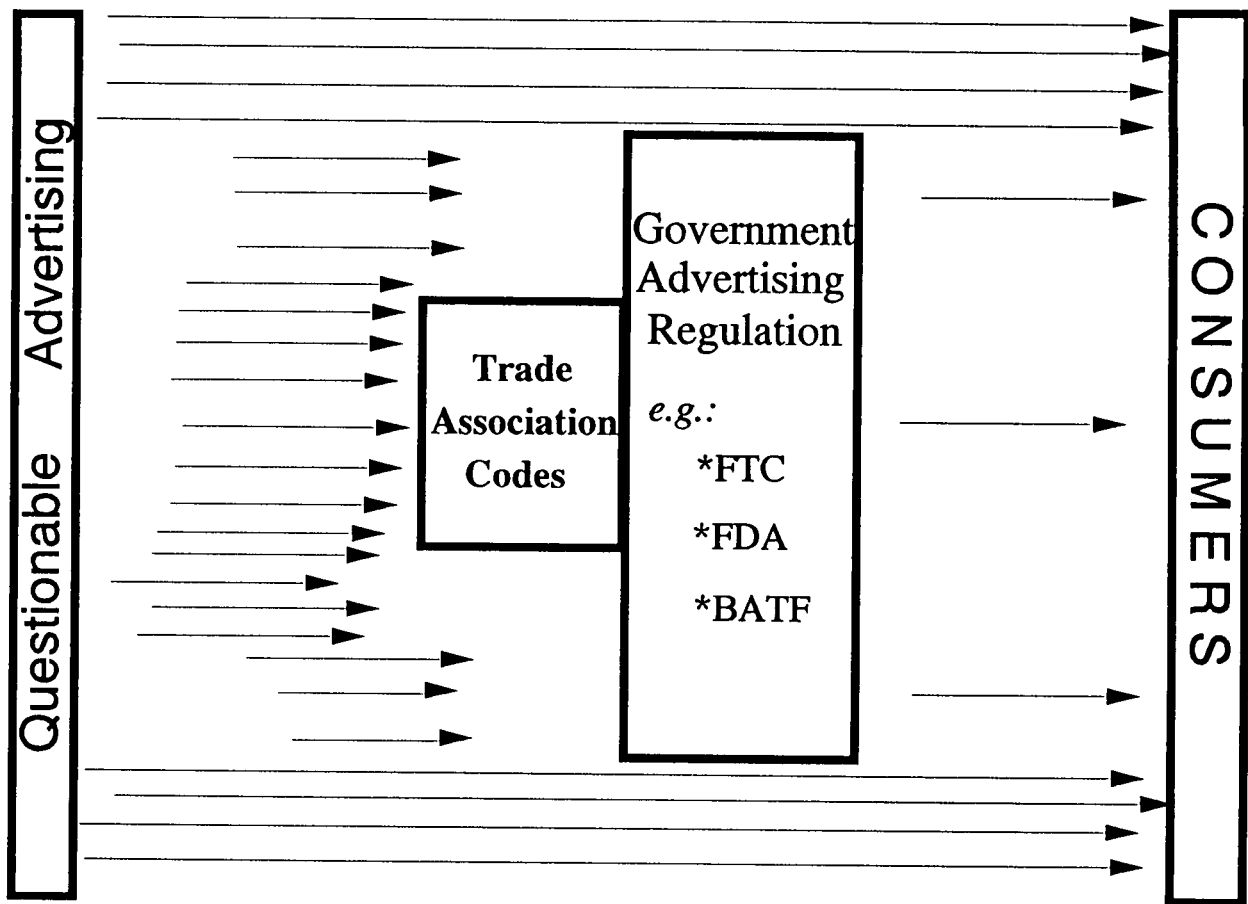 Questionable Advertising
Trade
Association
Codes
Government
Advertising
Regulation
e.g.:
*FTC
*FDA
*BATF
CONSUMERS